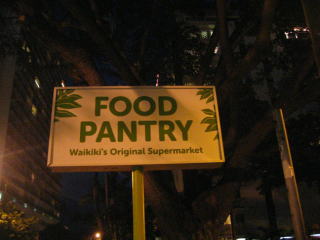 FOOD
PANTRY
Waikiki's Original Supermarket